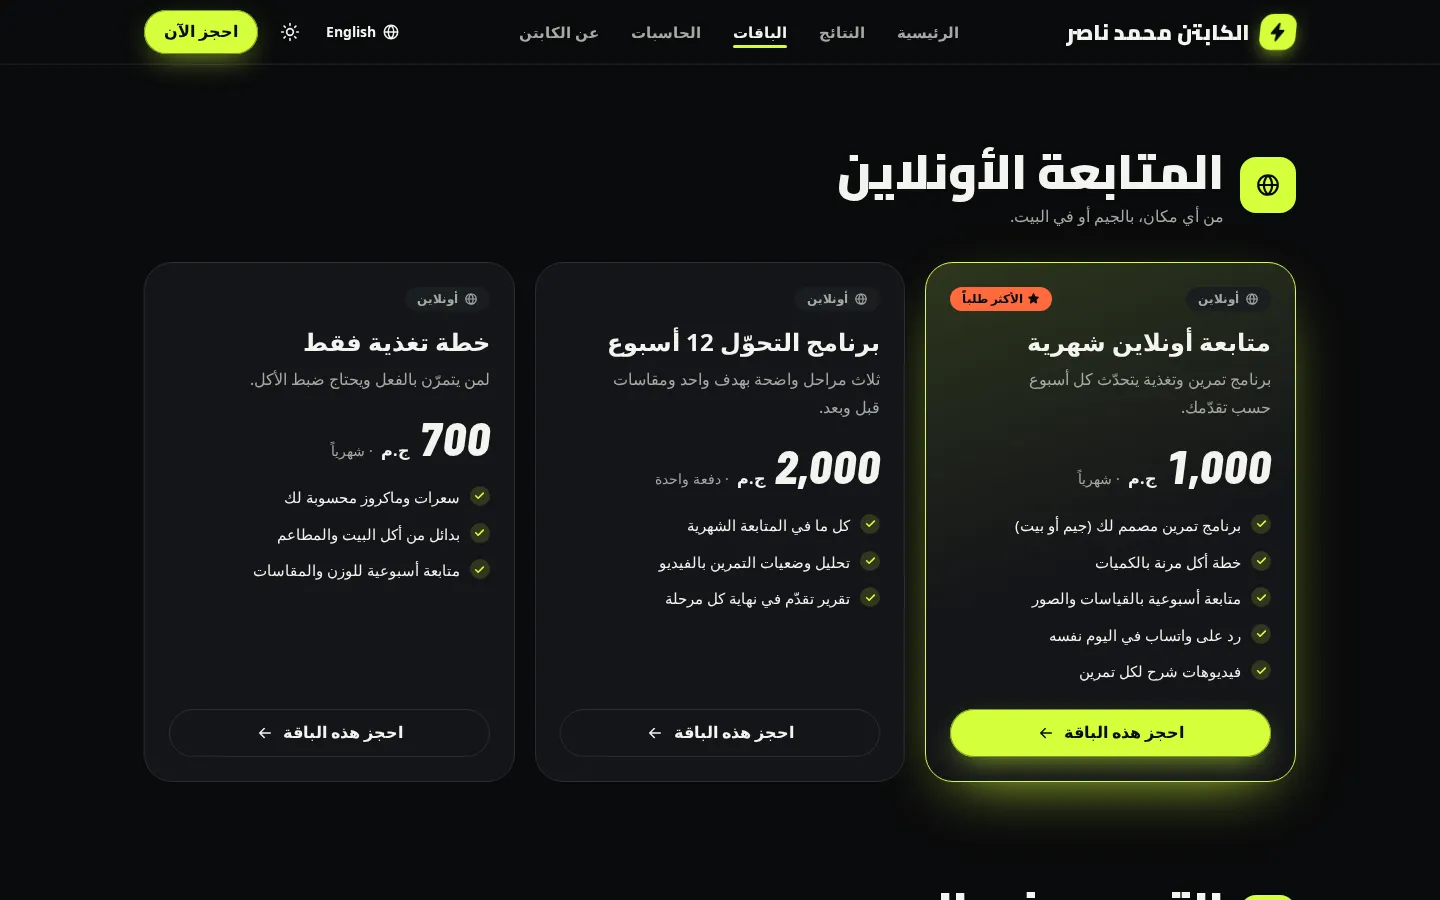 الكابتن محمد ناصر
الرئيسية
النتائج
الباقات
الحاسبات
عن الكابتن
English
احجز الآن
المتابعة الأونلاين
من أي مكان، بالجيم أو في البيت.
أونلاين
الأكثر طلباً
متابعة أونلاين شهرية
برنامج تمرين وتغذية يتحدّث كل أسبوع
حسب تقدّمك.
1,000 ج.م · شهرياً
برنامج تمرين مصمم لك (جيم أو بيت)
خطة أكل مرنة بالكميات
متابعة أسبوعية بالقياسات والصور
رد على واتساب في اليوم نفسه
فيديوهات شرح لكل تمرين
احجز هذه الباقة ←
أونلاين
برنامج التحوّل 12 أسبوع
ثلاث مراحل واضحة بهدف واحد ومقاسات
قبل وبعد.
2,000 ج.م · دفعة واحدة
كل ما في المتابعة الشهرية
تحليل وضعيات التمرين بالفيديو
تقرير تقدّم في نهاية كل مرحلة
احجز هذه الباقة ←
أونلاين
خطة تغذية فقط
لمن يتمرّن بالفعل ويحتاج ضبط الأكل.
700 ج.م · شهرياً
سعرات وماكروز محسوبة لك
بدائل من أكل البيت والمطاعم
متابعة أسبوعية للوزن والمقاسات
احجز هذه الباقة ←